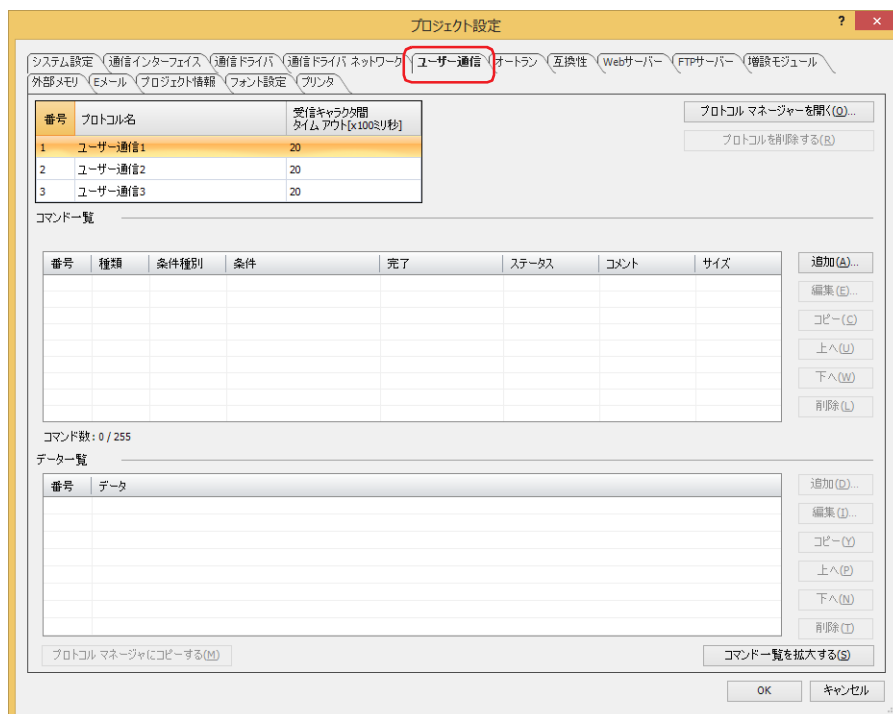 プロジェクト設定
? ×
システム設定 通信インターフェイス 通信ドライバ 通信ドライバ ネットワーク ユーザー通信 オートラン 互換性 Webサーバー FTPサーバー 増設モジュール
外部メモリ Eメール プロジェクト情報 フォント設定 プリンタ
番号 プロトコル名 受信キャラクタ間
タイム アウト[x100ミリ秒]
プロトコル マネージャーを開く(O)...
1 ユーザー通信1 20
プロトコルを削除する(R)
2 ユーザー通信2 20
3 ユーザー通信3 20
コマンド一覧
番号 種類 条件種別 条件 完了 ステータス コメント サイズ
追加(A)...
編集(E)...
コピー(C)
上へ(U)
下へ(W)
削除(L)
コマンド数: 0 / 255
データ一覧
番号 データ
追加(D)...
編集(I)...
コピー(Y)
上へ(P)
下へ(N)
削除(T)
プロトコル マネージャにコピーする(M)
コマンド一覧を拡大する(S)
OK キャンセル